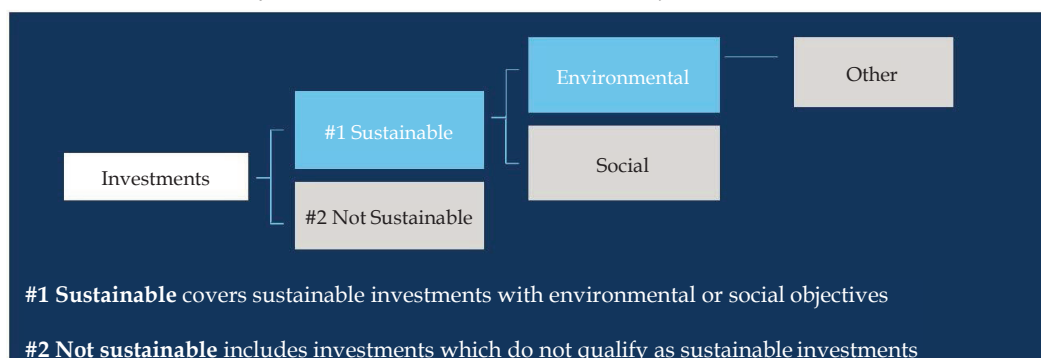 Environmental
Other
#1 Sustainable
Social
Investments
#2 Not Sustainable
#1 Sustainable covers sustainable investments with environmental or social objectives
#2 Not sustainable includes investments which do not qualify as sustainable investments